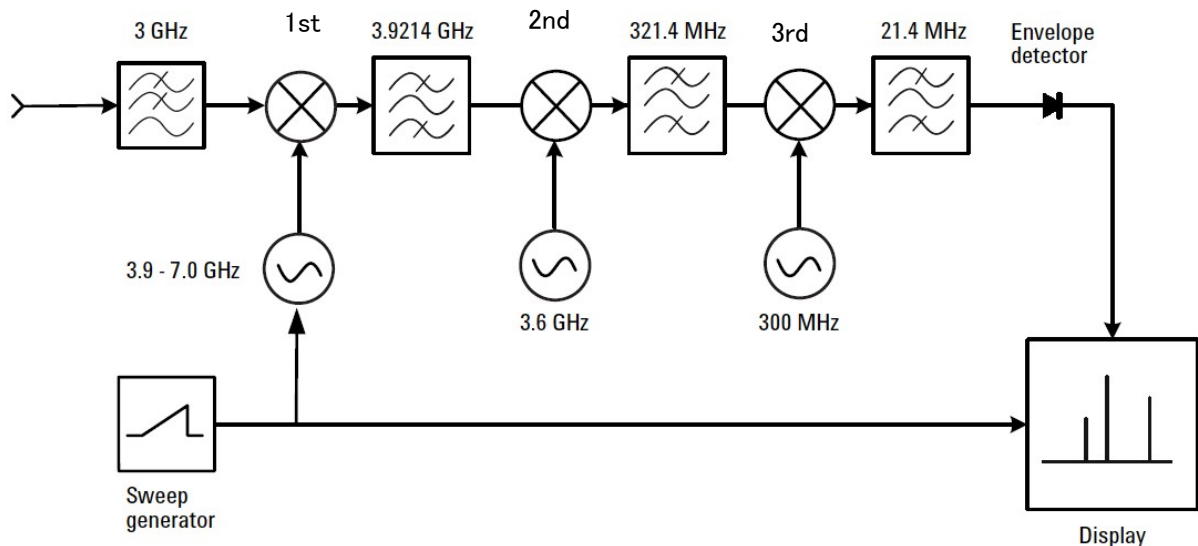 3 GHz
1st
3.9214 GHz
2nd
321.4 MHz
3rd
21.4 MHz
Envelope
detector
3.9 - 7.0 GHz
3.6 GHz
300 MHz
Sweep
generator
Display